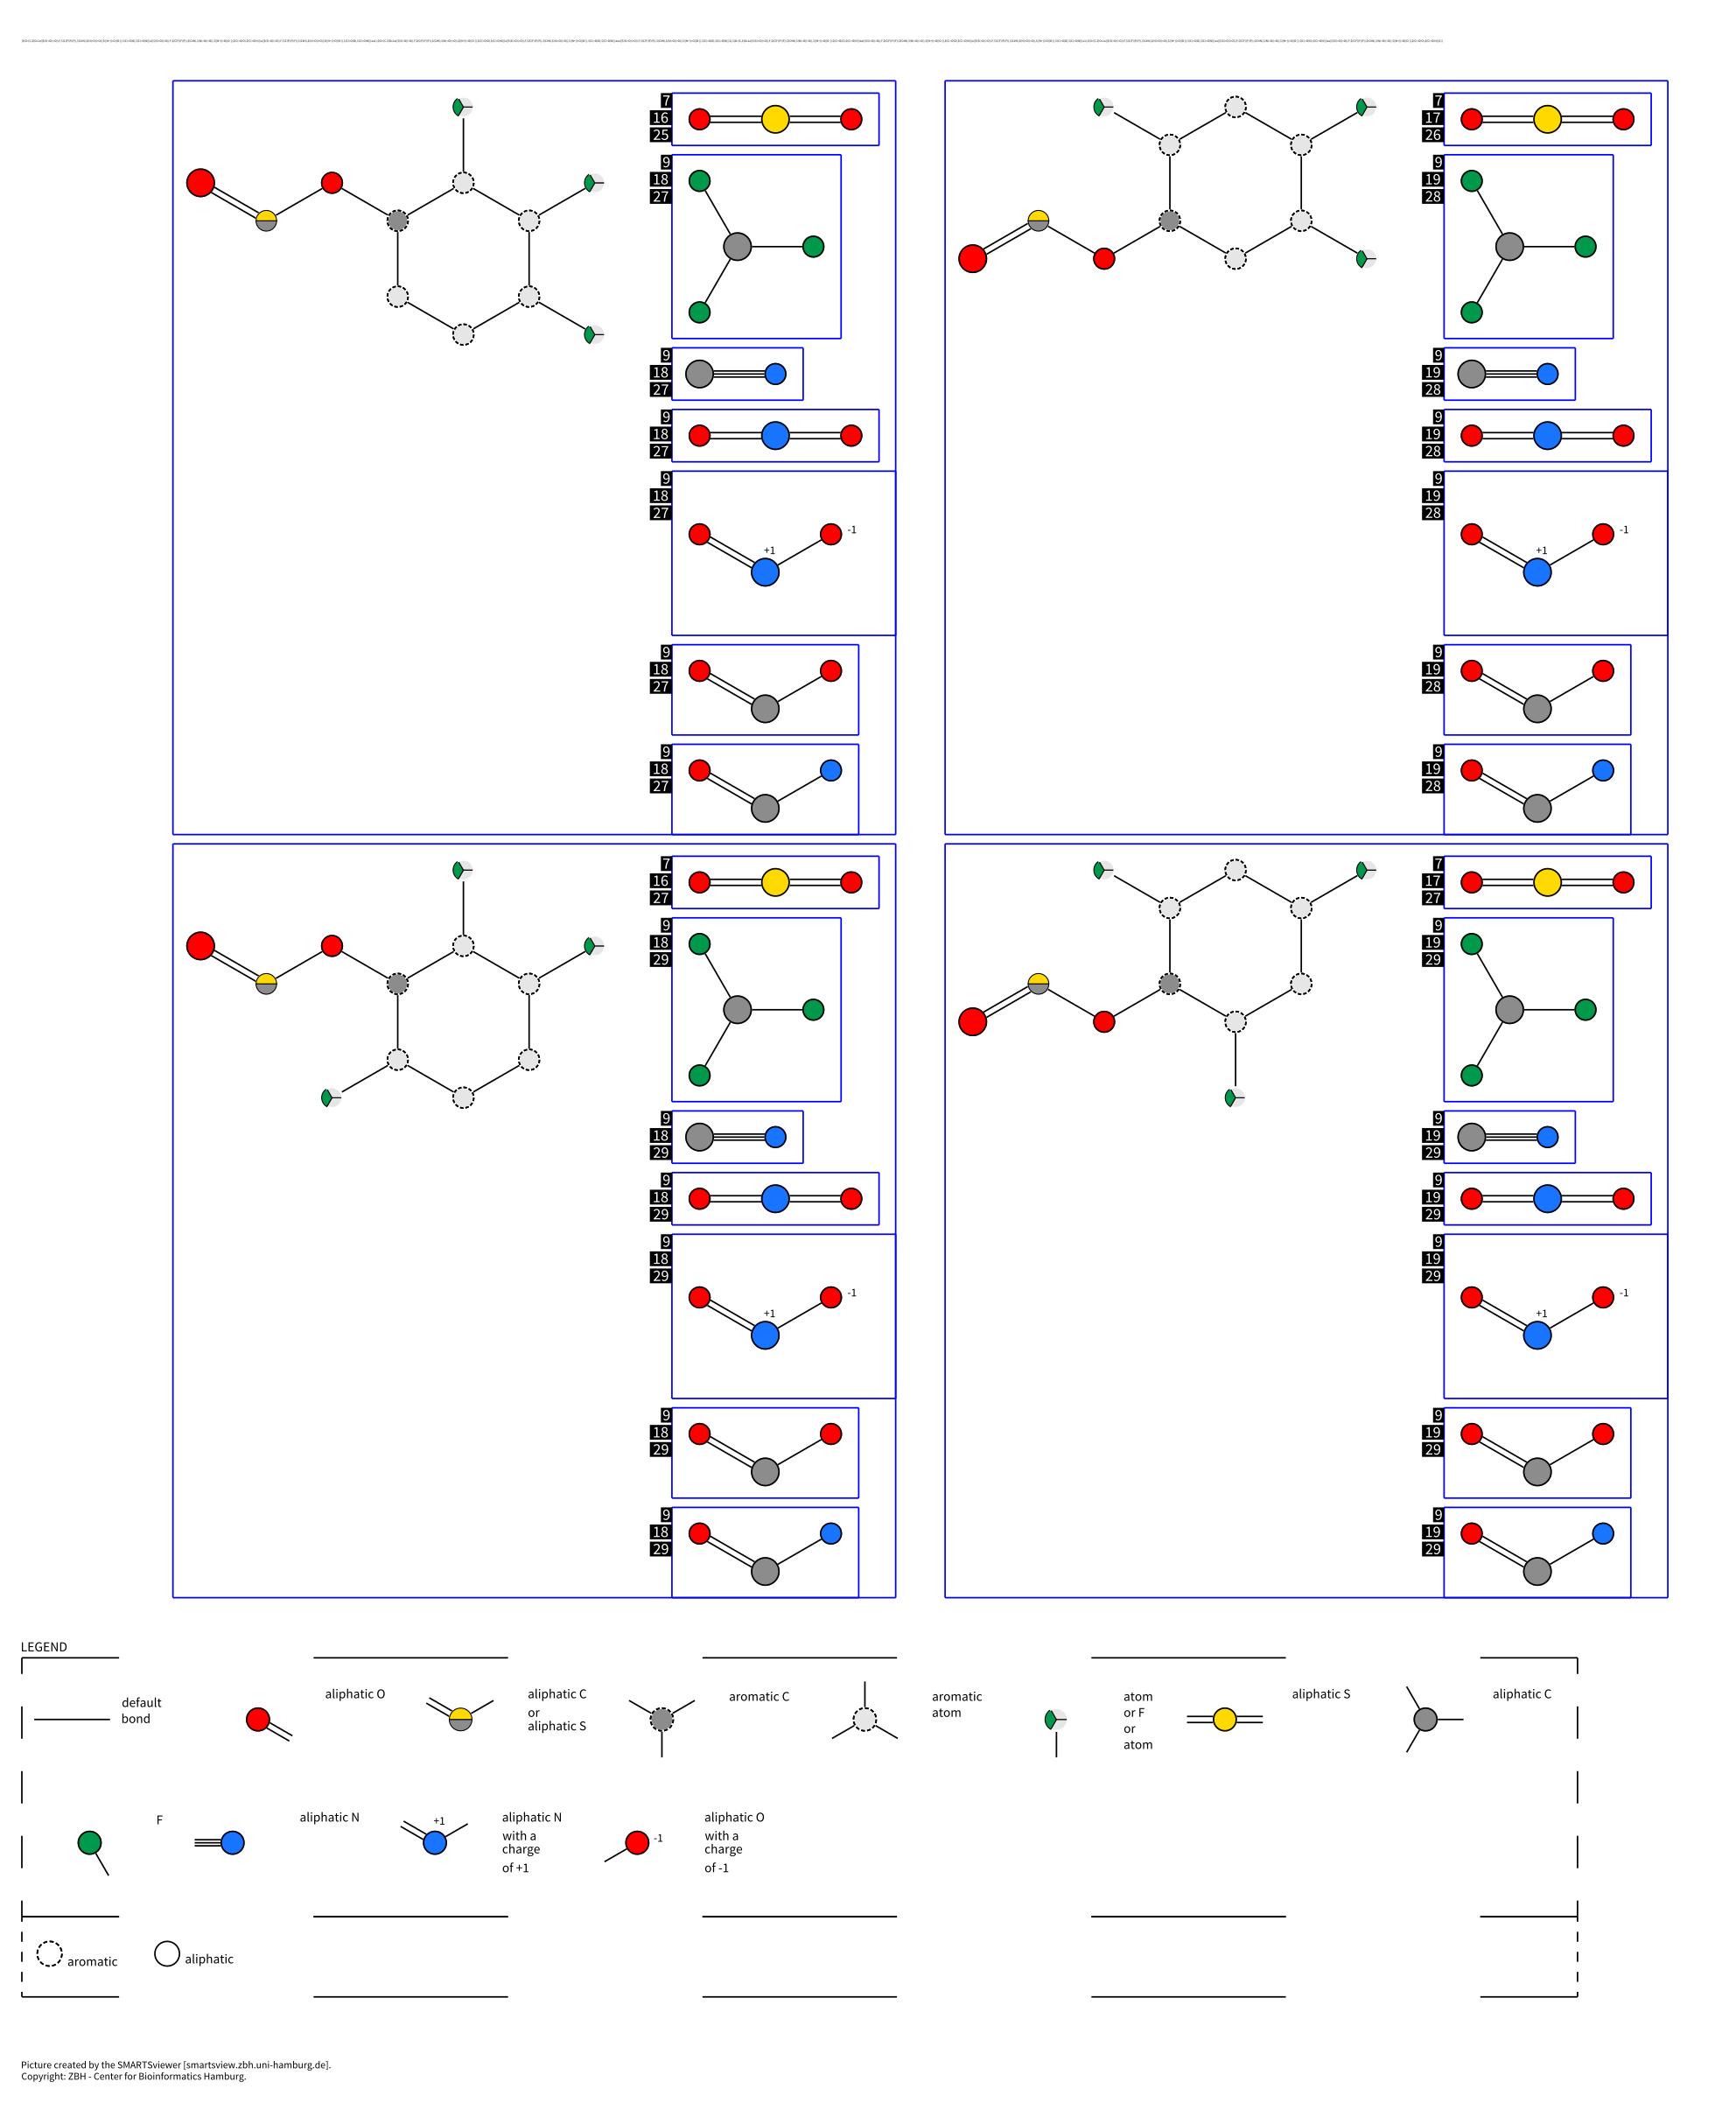 7 7
16 17
25 26
9 9
18 19
27 28
9 9
18 19
27 28
9 9
18 19
27 28
9 9
18 19
27 28
-1 -1
+1 +1
9 9
18 19
27 28
9 9
18 19
27 28
7 7
16 17
27 27
9 9
18 19
29 29
9 9
18 19
29 29
9 9
18 19
29 29
9 9
18 19
29 29
-1 -1
+1 +1
9 9
18 19
29 29
9 9
18 19
29 29
LEGEND
default
bond
aliphatic O
aliphatic C
or
aliphatic S
aromatic C
aromatic
atom
atom
or F
or
atom
aliphatic S
aliphatic C
F
aliphatic N
+1
aliphatic N
with a
charge
of +1
-1
aliphatic O
with a
charge
of -1
aromatic
aliphatic
Picture created by the SMARTSviewer [smartsview.zbh.uni-hamburg.de].
Copyright: ZBH - Center for Bioinformatics Hamburg.